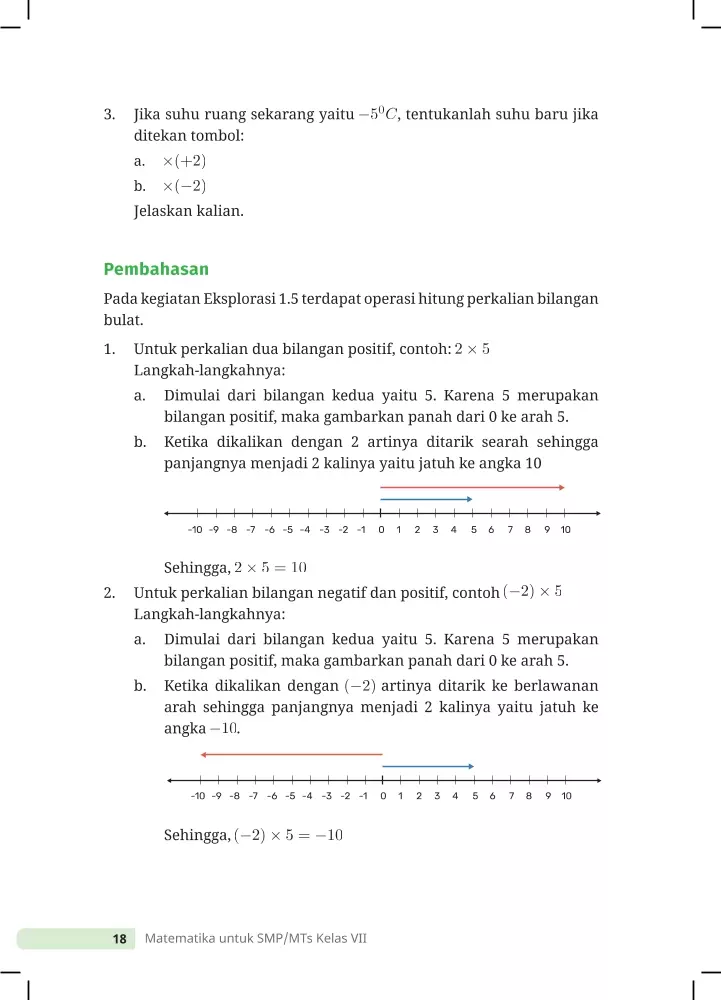 3. Jika suhu ruang sekarang yaitu −5⁰C, tentukanlah suhu baru jika
ditekan tombol:
a. ×(+2)
b. ×(−2)
Jelaskan kalian.
Pembahasan
Pada kegiatan Eksplorasi 1.5 terdapat operasi hitung perkalian bilangan
bulat.
1. Untuk perkalian dua bilangan positif, contoh: 2 × 5
Langkah-langkahnya:
a. Dimulai dari bilangan kedua yaitu 5. Karena 5 merupakan
bilangan positif, maka gambarkan panah dari 0 ke arah 5.
b. Ketika dikalikan dengan 2 artinya ditarik searah sehingga
panjangnya menjadi 2 kalinya yaitu jatuh ke angka 10
-10 -9 -8 -7 -6 -5 -4 -3 -2 -1 0 1 2 3 4 5 6 7 8 9 10
Sehingga, 2 × 5 = 10
2. Untuk perkalian bilangan negatif dan positif, contoh (−2) × 5
Langkah-langkahnya:
a. Dimulai dari bilangan kedua yaitu 5. Karena 5 merupakan
bilangan positif, maka gambarkan panah dari 0 ke arah 5.
b. Ketika dikalikan dengan (−2) artinya ditarik ke berlawanan
arah sehingga panjangnya menjadi 2 kalinya yaitu jatuh ke
angka −10.
-10 -9 -8 -7 -6 -5 -4 -3 -2 -1 0 1 2 3 4 5 6 7 8 9 10
Sehingga, (−2) × 5 = −10
18 Matematika untuk SMP/MTs Kelas VII